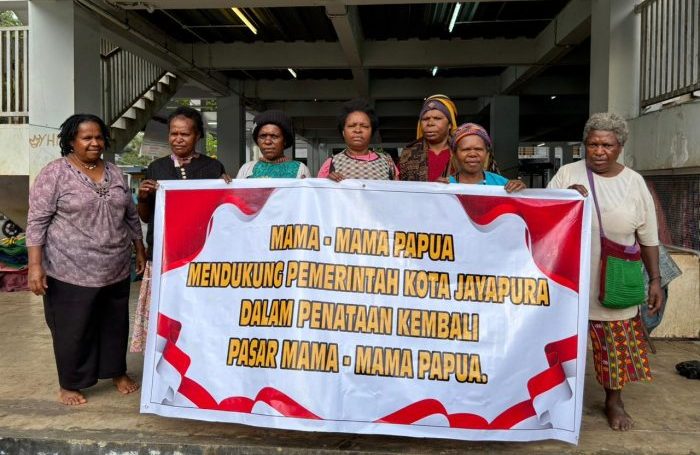 MAMA - MAMA PAPUA
MENDUKUNG PEMERINTAH KOTA JAYAPURA
DALAM PENATAAN KEMBALI
PASAR MAMA - MAMA PAPUA.